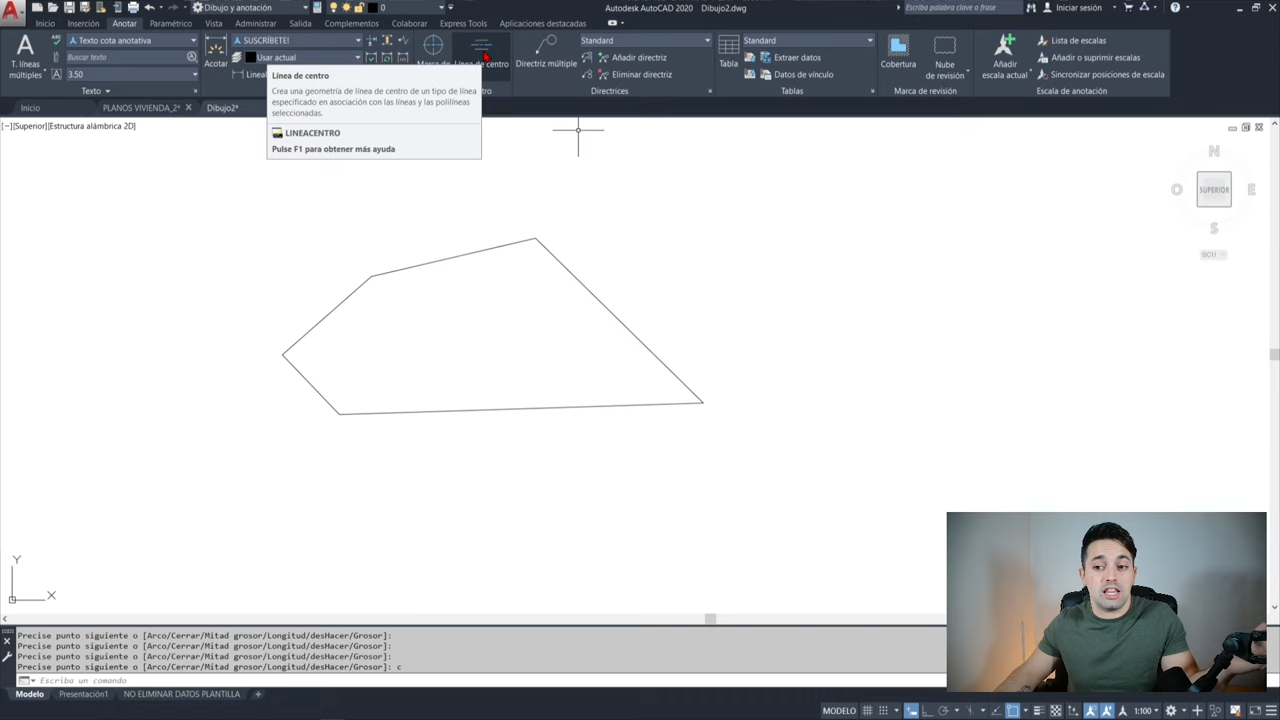 Dibujo y anotación
0
Autodesk AutoCAD 2020 Dibujo2.dwg
Escriba palabra clave o frase
Iniciar sesión
Inicio Inserción Anotar Paramétrico Vista Administrar Salida Complementos Colaborar Express Tools Aplicaciones destacadas
T. líneas múltiples
Texto cota anotativa
Buscar texto
3.50
Texto
Acotar
SUSCRÍBETE!
Usar actual
Directriz múltiple
Standard
Añadir directriz
Eliminar directriz
Directrices
Tabla
Standard
Extraer datos
Datos de vínculo
Tablas
Cobertura
Nube de revisión
Marca de revisión
Añadir escala actual
Lista de escalas
Añadir o suprimir escalas
Sincronizar posiciones de escala
Escala de anotación
Línea de centro
Crea una geometría de línea de centro de un tipo de línea
especificado en asociación con las líneas y las polilíneas
seleccionadas.
LINEACENTRO
Pulse F1 para obtener más ayuda
Inicio PLANOS VIVIENDA_2* Dibujo2*
[−][Superior][Estructura alámbrica 2D]
N
O SUPERIOR E
S
SCU
Y
X
Precise punto siguiente o [Arco/Cerrar/Mitad grosor/Longitud/desHacer/Grosor]:
Precise punto siguiente o [Arco/Cerrar/Mitad grosor/Longitud/desHacer/Grosor]:
Precise punto siguiente o [Arco/Cerrar/Mitad grosor/Longitud/desHacer/Grosor]:
Precise punto siguiente o [Arco/Cerrar/Mitad grosor/Longitud/desHacer/Grosor]: c
Escriba un comando
Modelo Presentación1 NO ELIMINAR DATOS PLANTILLA +
MODELO 1:100